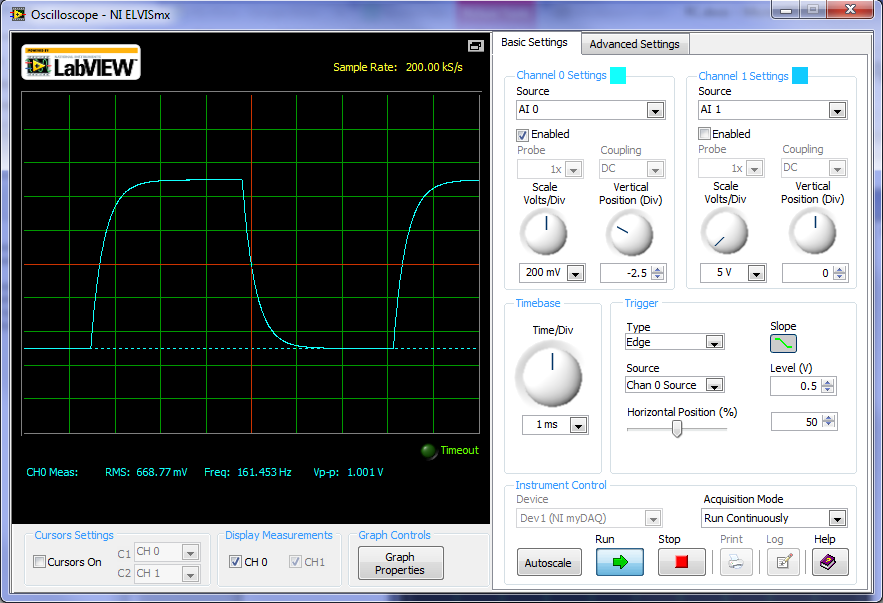 Oscilloscope - NI ELVISmx
LabVIEW
Sample Rate: 200.00 kS/s
Timeout
CH0 Meas: RMS: 668.77 mV Freq: 161.453 Hz Vp-p: 1.001 V
Cursors Settings
Cursors On
C1 CH 0
C2 CH 1
Display Measurements
CH 0 CH1
Graph Controls
Graph
Properties
Basic Settings Advanced Settings
Channel 0 Settings
Source
AI 0
Enabled
Probe Coupling
1x DC
Scale Vertical
Volts/Div Position (Div)
200 mV -2.5
Channel 1 Settings
Source
AI 1
Enabled
Probe Coupling
1x DC
Scale Vertical
Volts/Div Position (Div)
5 V 0
Timebase
Time/Div
1 ms
Trigger
Type Slope
Edge
Source Level (V)
Chan 0 Source 0.5
Horizontal Position (%)
50
Instrument Control
Device Acquisition Mode
Dev1 (NI myDAQ) Run Continuously
Run Stop Print Log Help
Autoscale